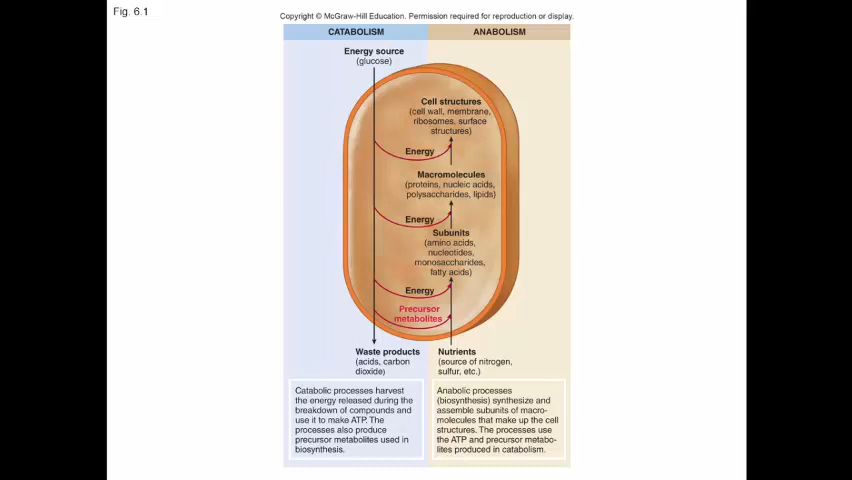 Fig. 6.1
Copyright © McGraw-Hill Education. Permission required for reproduction or display.
CATABOLISM
ANABOLISM
Energy source
(glucose)
Cell structures
(cell wall, membrane,
ribosomes, surface
structures)
Energy
Macromolecules
(proteins, nucleic acids,
polysaccharides, lipids)
Energy
Subunits
(amino acids,
nucleotides,
monosaccharides,
fatty acids)
Energy
Precursor
metabolites
Waste products
(acids, carbon
dioxide)
Nutrients
(source of nitrogen,
sulfur, etc.)
Catabolic processes harvest
the energy released during the
breakdown of compounds and
use it to make ATP. The
processes also produce
precursor metabolites used in
biosynthesis.
Anabolic processes
(biosynthesis) synthesize and
assemble subunits of macro-
molecules that make up the cell
structures. The processes use
the ATP and precursor metabo-
lites produced in catabolism.